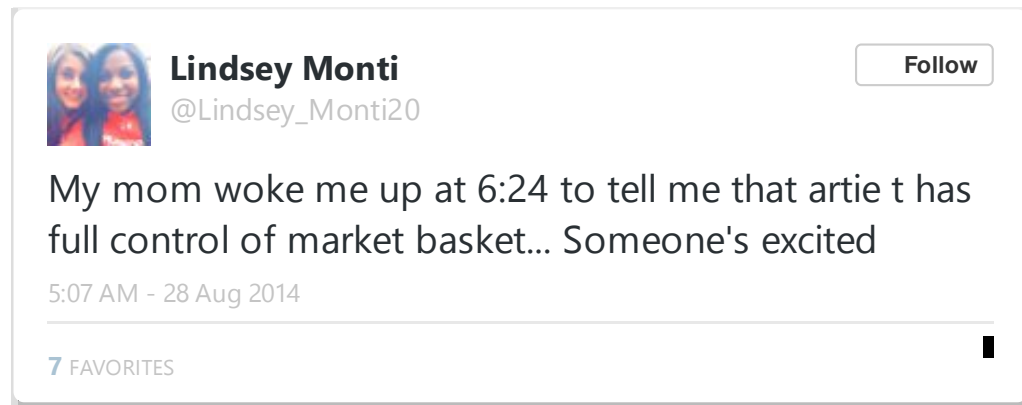 Lindsey Monti
Follow
@Lindsey_Monti20
My mom woke me up at 6:24 to tell me that artie t has
full control of market basket... Someone's excited
5:07 AM - 28 Aug 2014
7 FAVORITES